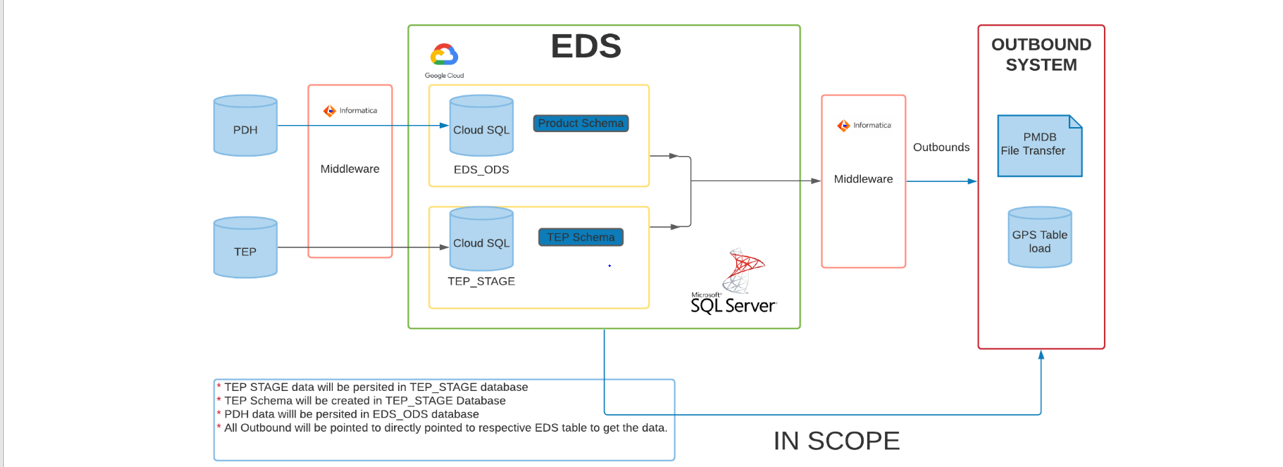 EDS
OUTBOUND
SYSTEM
Google Cloud
Informatica
PDH
Cloud SQL
Product Schema
EDS_ODS
Middleware
Informatica
Middleware
Outbounds
PMDB
File Transfer
TEP
Cloud SQL
TEP Schema
TEP_STAGE
GPS Table
load
Microsoft
SQL Server
* TEP STAGE data will be persited in TEP_STAGE database
* TEP Schema will be created in TEP_STAGE Database
* PDH data willl be persited in EDS_ODS database
* All Outbound will be pointed to directly pointed to respective EDS table to get the data.
IN SCOPE